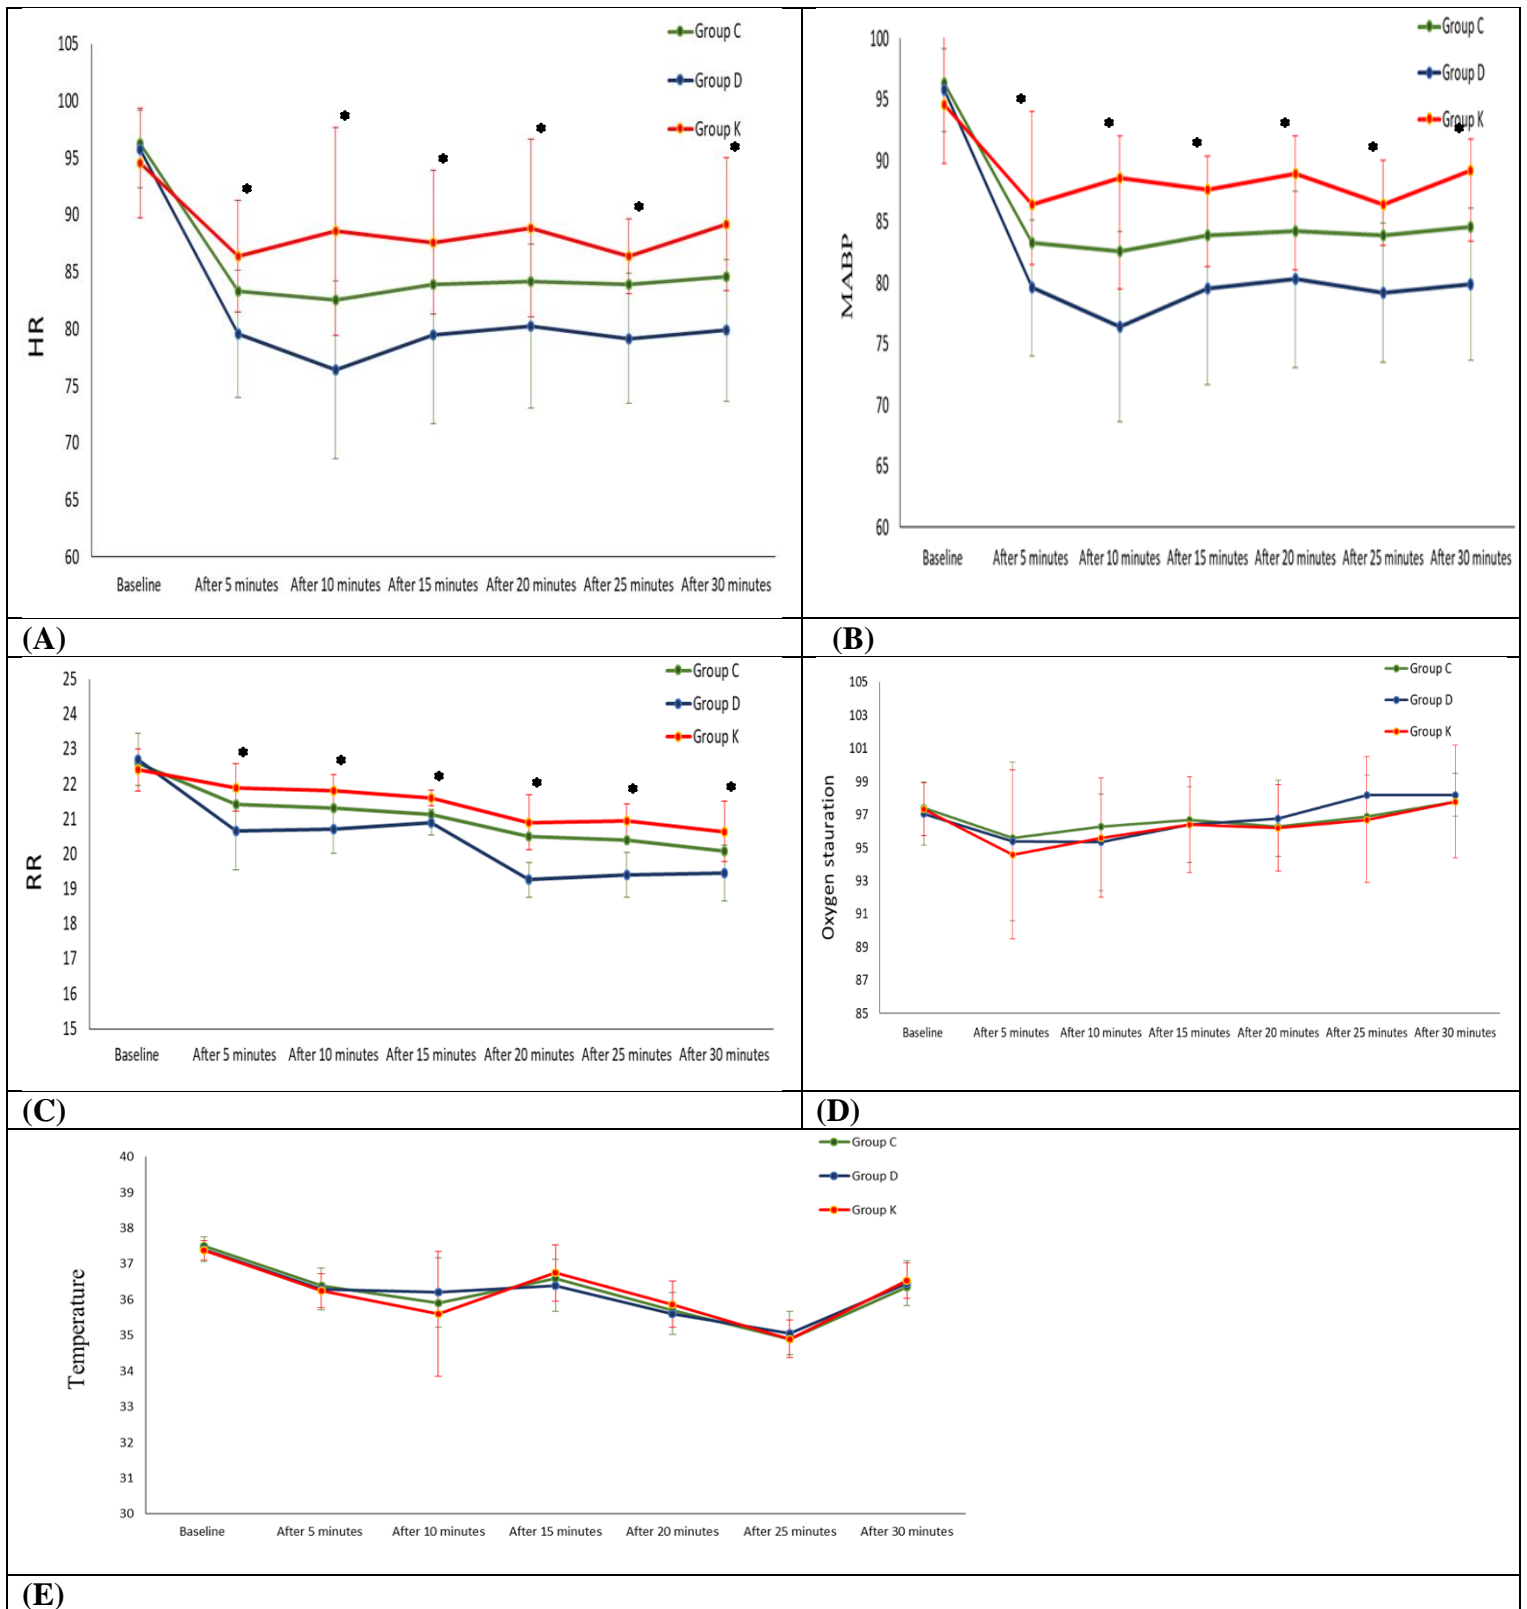 Group C
Group D
Group K
105
100
95
90
85
80
75
70
65
60
HR
Baseline After 5 minutes After 10 minutes After 15 minutes After 20 minutes After 25 minutes After 30 minutes
(A)
Group C
Group D
Group K
100
95
90
85
80
75
70
65
60
MABP
Baseline After 5 minutes After 10 minutes After 15 minutes After 20 minutes After 25 minutes After 30 minutes
(B)
Group C
Group D
Group K
25
24
23
22
21
20
19
18
17
16
15
RR
Baseline After 5 minutes After 10 minutes After 15 minutes After 20 minutes After 25 minutes After 30 minutes
(C)
Group C
Group D
Group K
105
103
101
99
97
95
93
91
89
87
85
Oxygen stauration
Baseline After 5 minutes After 10 minutes After 15 minutes After 20 minutes After 25 minutes After 30 minutes
(D)
Group C
Group D
Group K
40
39
38
37
36
35
34
33
32
31
30
Temperature
Baseline After 5 minutes After 10 minutes After 15 minutes After 20 minutes After 25 minutes After 30 minutes
(E)